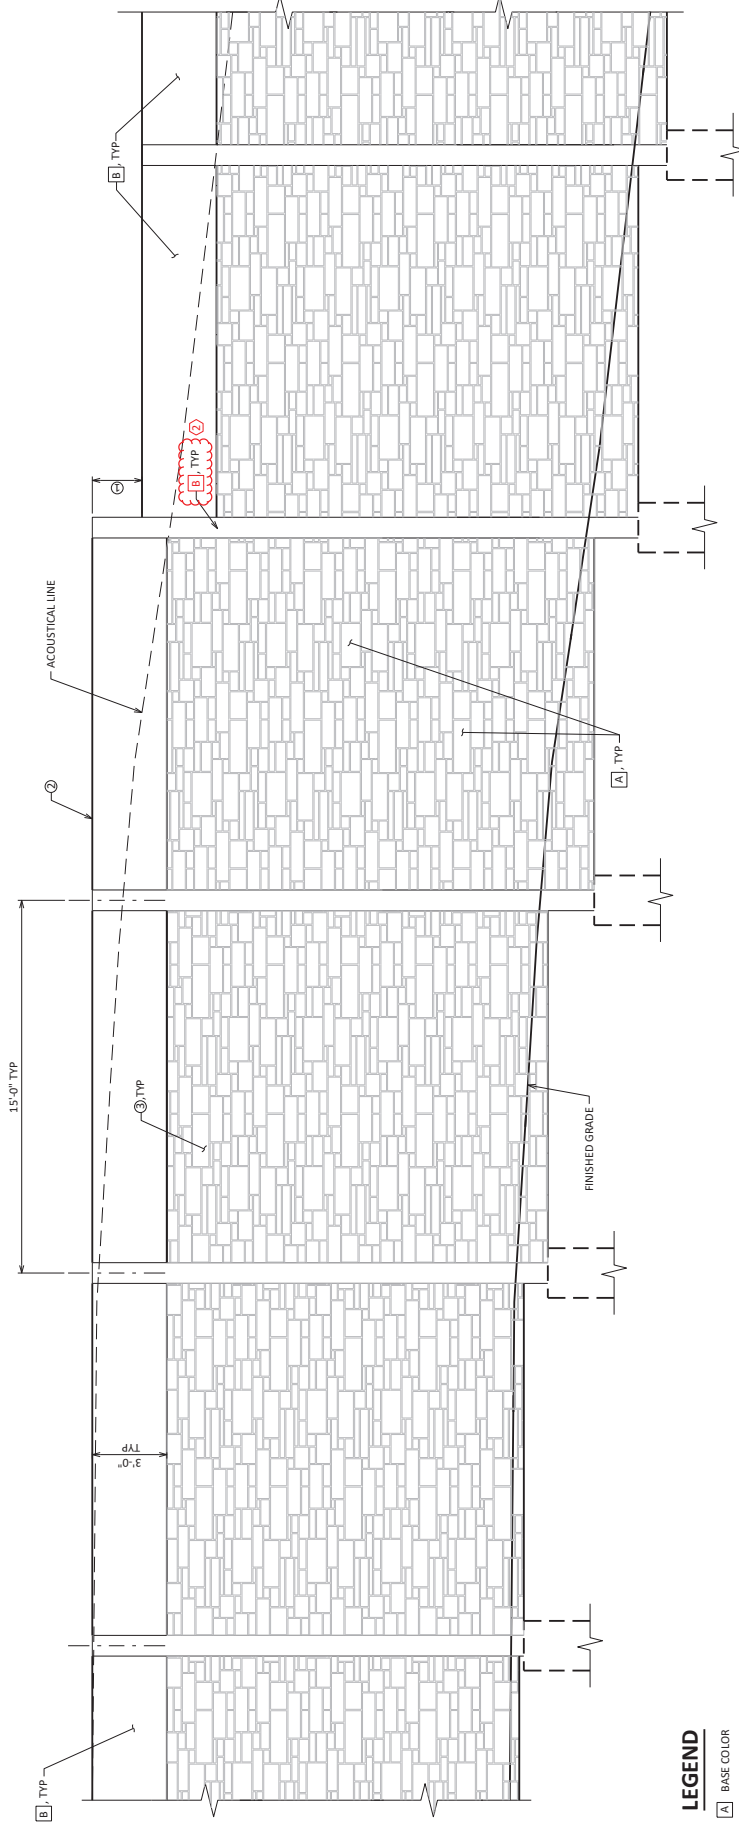 B , TYP
3'-0"
TYP
15'-0" TYP
3 ,TYP
2
ACOUSTICAL LINE
1
B , TYP
2
B , TYP
FINISHED GRADE
A , TYP
LEGEND
A BASE COLOR